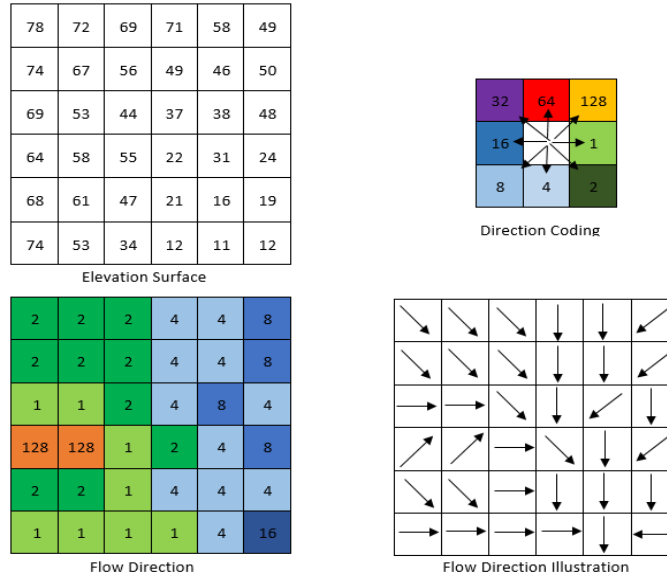 78 72 69 71 58 49
74 67 56 49 46 50
69 53 44 37 38 48
64 58 55 22 31 24
68 61 47 21 16 19
74 53 34 12 11 12
Elevation Surface
32 64 128
16 1
8 4 2
Direction Coding
2 2 2 4 4 8
2 2 2 4 4 8
1 1 2 4 8 4
128 128 1 2 4 8
2 2 1 4 4 4
1 1 1 1 4 16
Flow Direction
Flow Direction Illustration